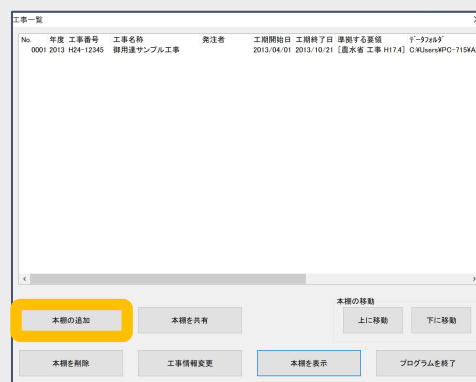 工事一覧
No. 年度 工事番号 工事名称 発注者 工期開始日 工期終了日 準拠する要領 データフォルダ
0001 2013 H24-12345 御用達サンプル工事 2013/04/01 2013/10/21 [農水省 工事 H17.4] C:¥Users¥PC-715¥A
本棚の移動
本棚の追加 本棚を共有 上に移動 下に移動
本棚を削除 工事情報変更 本棚を表示 プログラムを終了